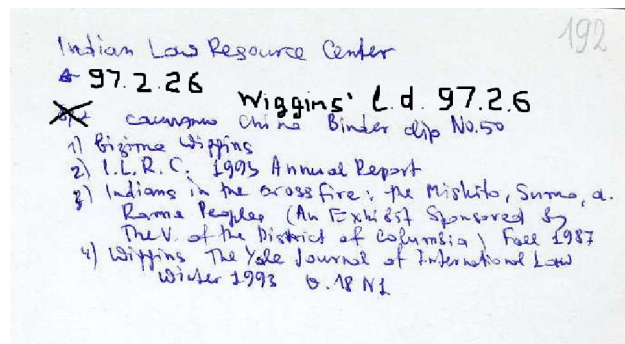 192
Indian Law Resource Center
97.2.26
Wiggins' L.d. 97.2.6
China Binder clip No.50
1) Wiggins
2) I.L.R.C. 1993 Annual Report
3) Indians in the crossfire: the Miskito, Sumo, a.
Rama Peoples (An Exhibit Sponsored by
The U. of the District of Columbia) Fall 1987
4) Wiggins The Yale Journal of International Law
Winter 1993 v.18 N1.